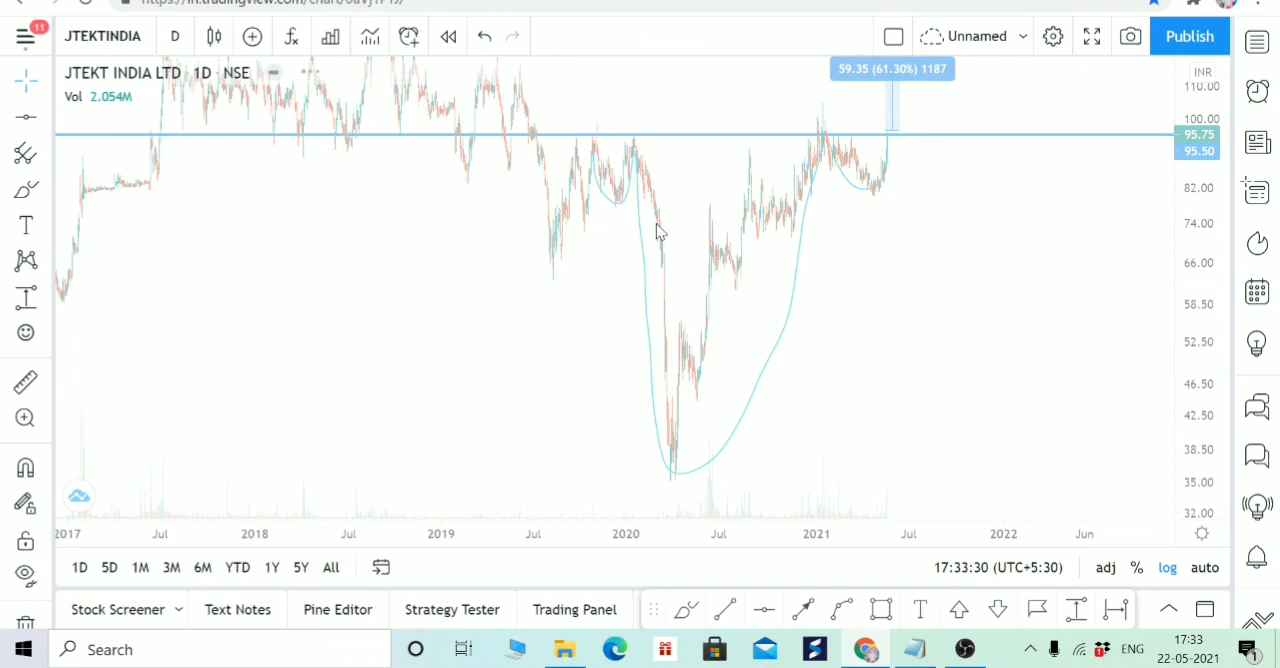 11
JTEKTINDIA
D
Unnamed
Publish
JTEKT INDIA LTD 1D NSE
Vol 2.054M
59.35 (61.30%) 1187
INR
110.00
100.00
95.75
95.50
82.00
74.00
66.00
58.50
52.50
46.50
42.50
38.50
35.00
32.00
2017 Jul 2018 Jul 2019 Jul 2020 Jul 2021 Jul 2022 Jun
1D 5D 1M 3M 6M YTD 1Y 5Y All
17:33:30 (UTC+5:30)
adj % log auto
Stock Screener Text Notes Pine Editor Strategy Tester Trading Panel
Search
ENG
17:33
22-05-2021
1